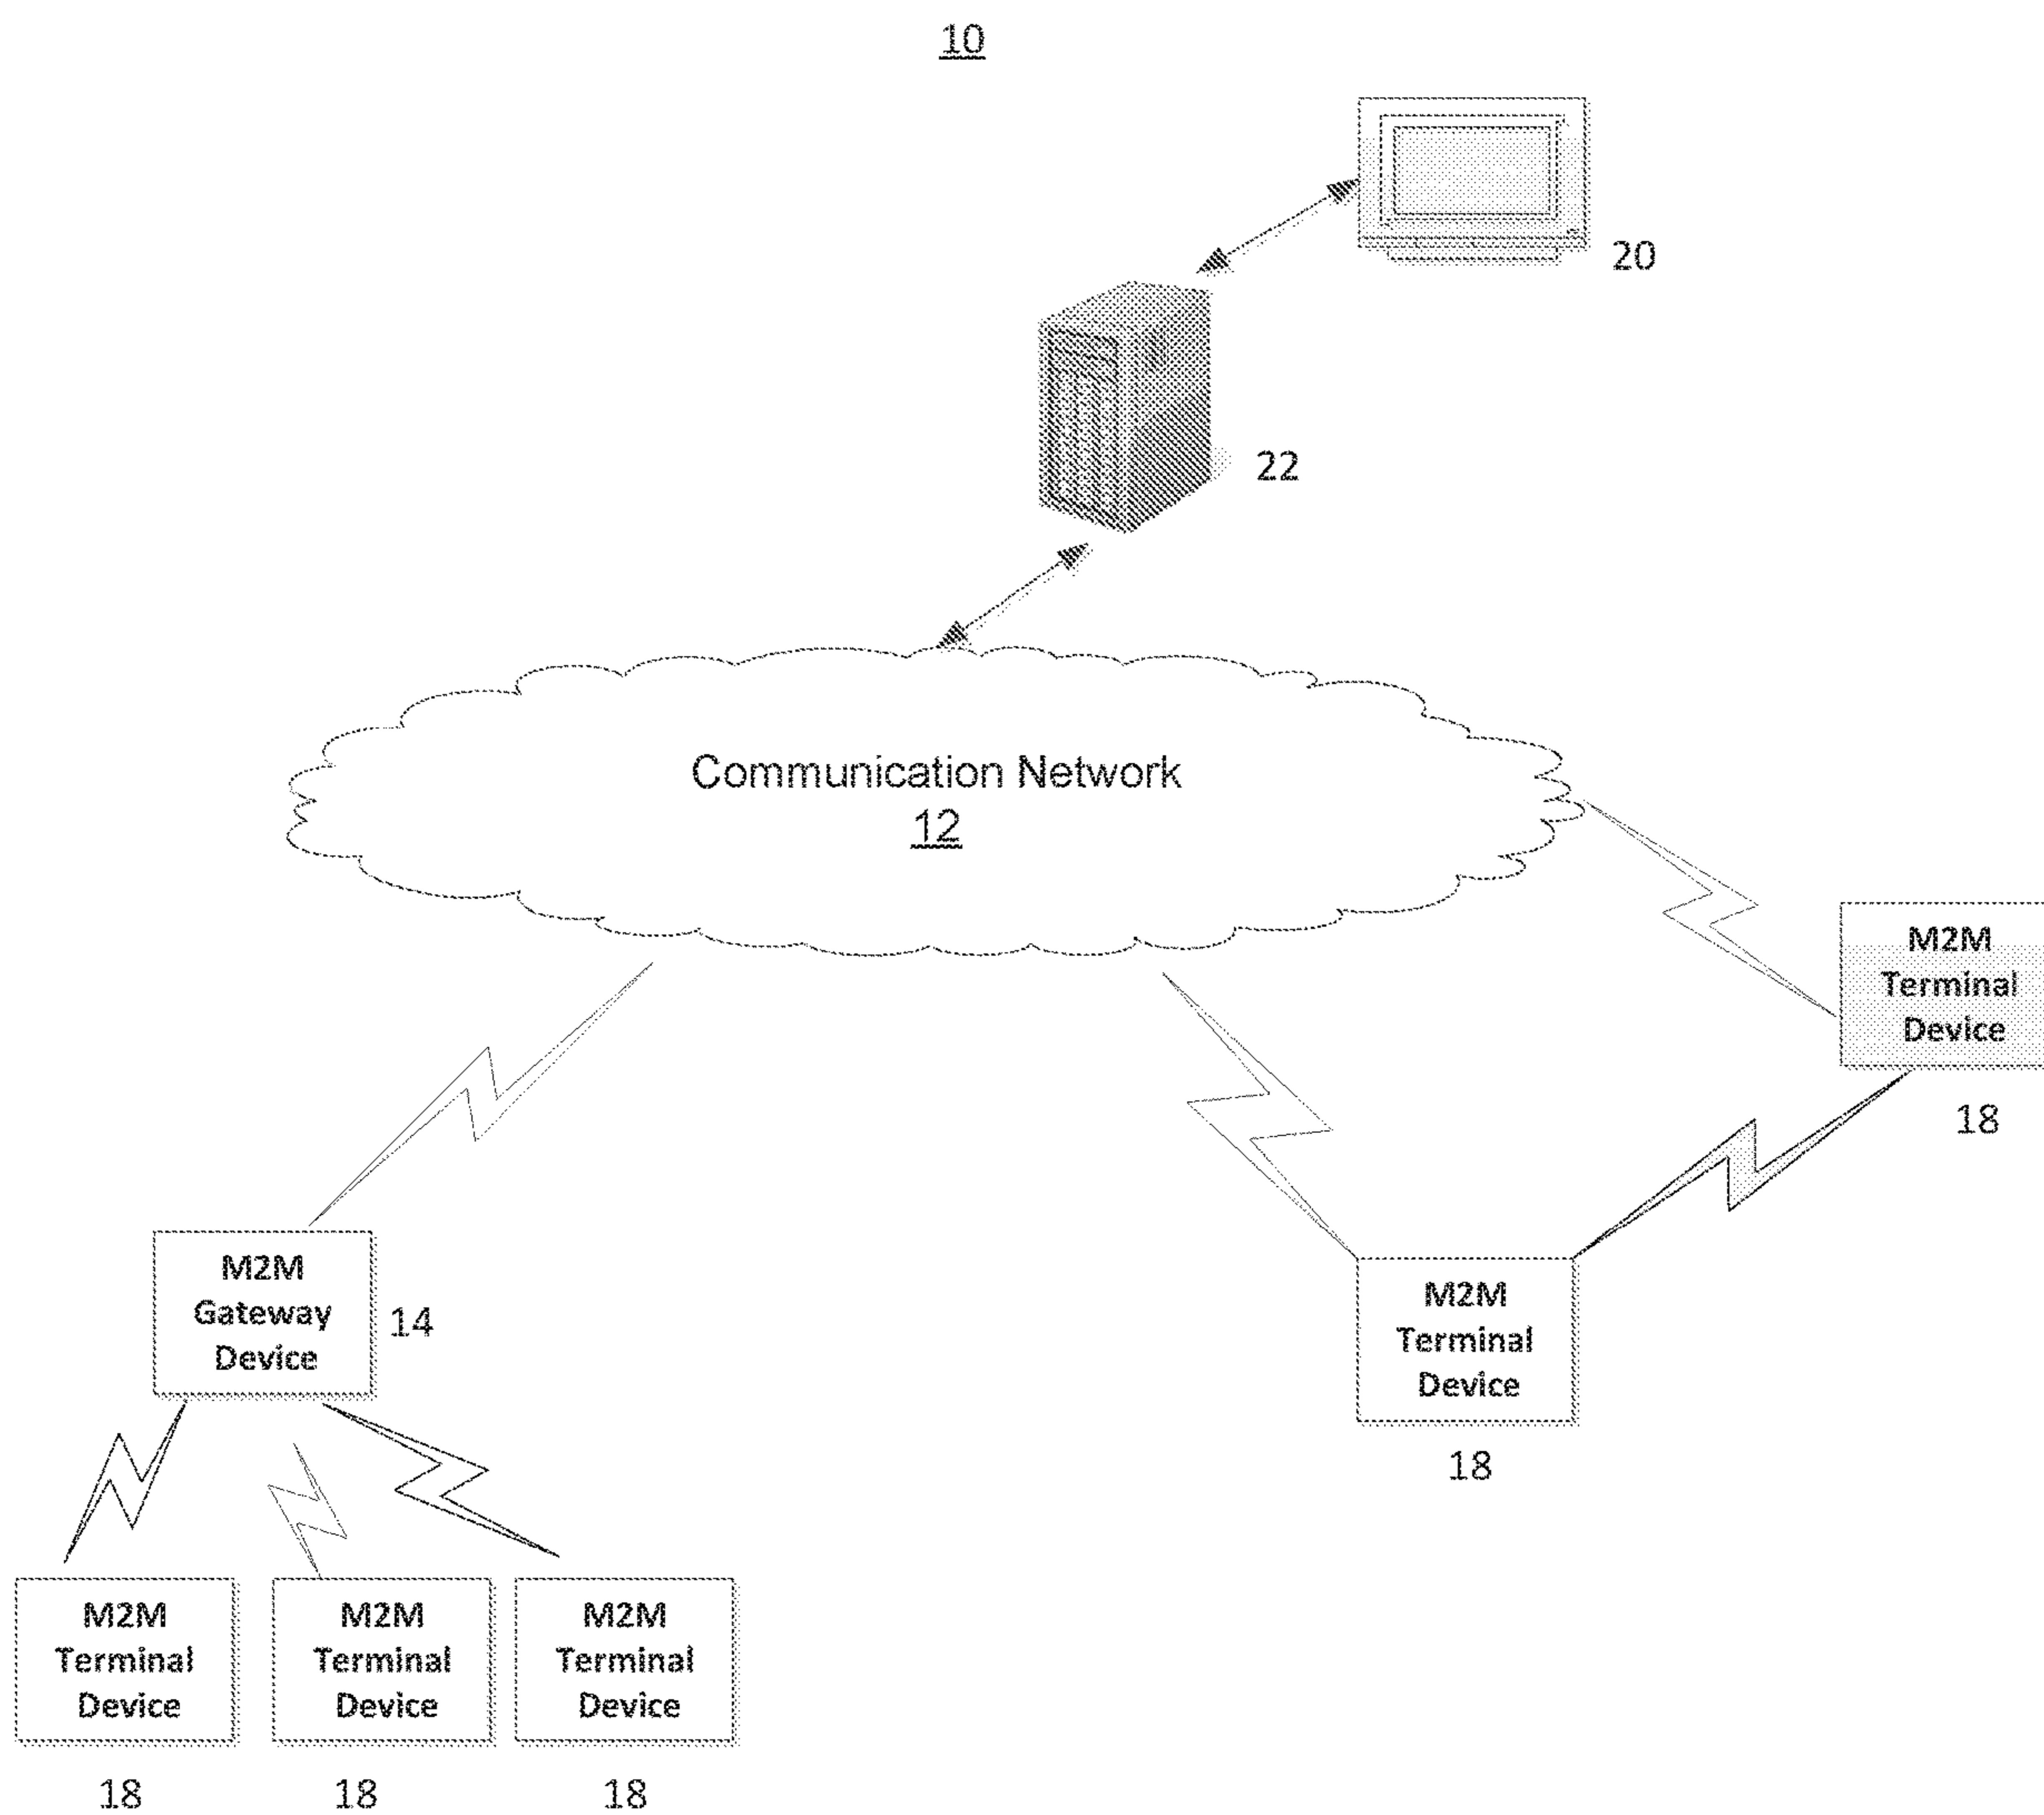 10
20
22
Communication Network
12
M2M
Terminal
Device
18
M2M
Gateway
Device
14
M2M
Terminal
Device
18
M2M
Terminal
Device
18
M2M
Terminal
Device
18
M2M
Terminal
Device
18